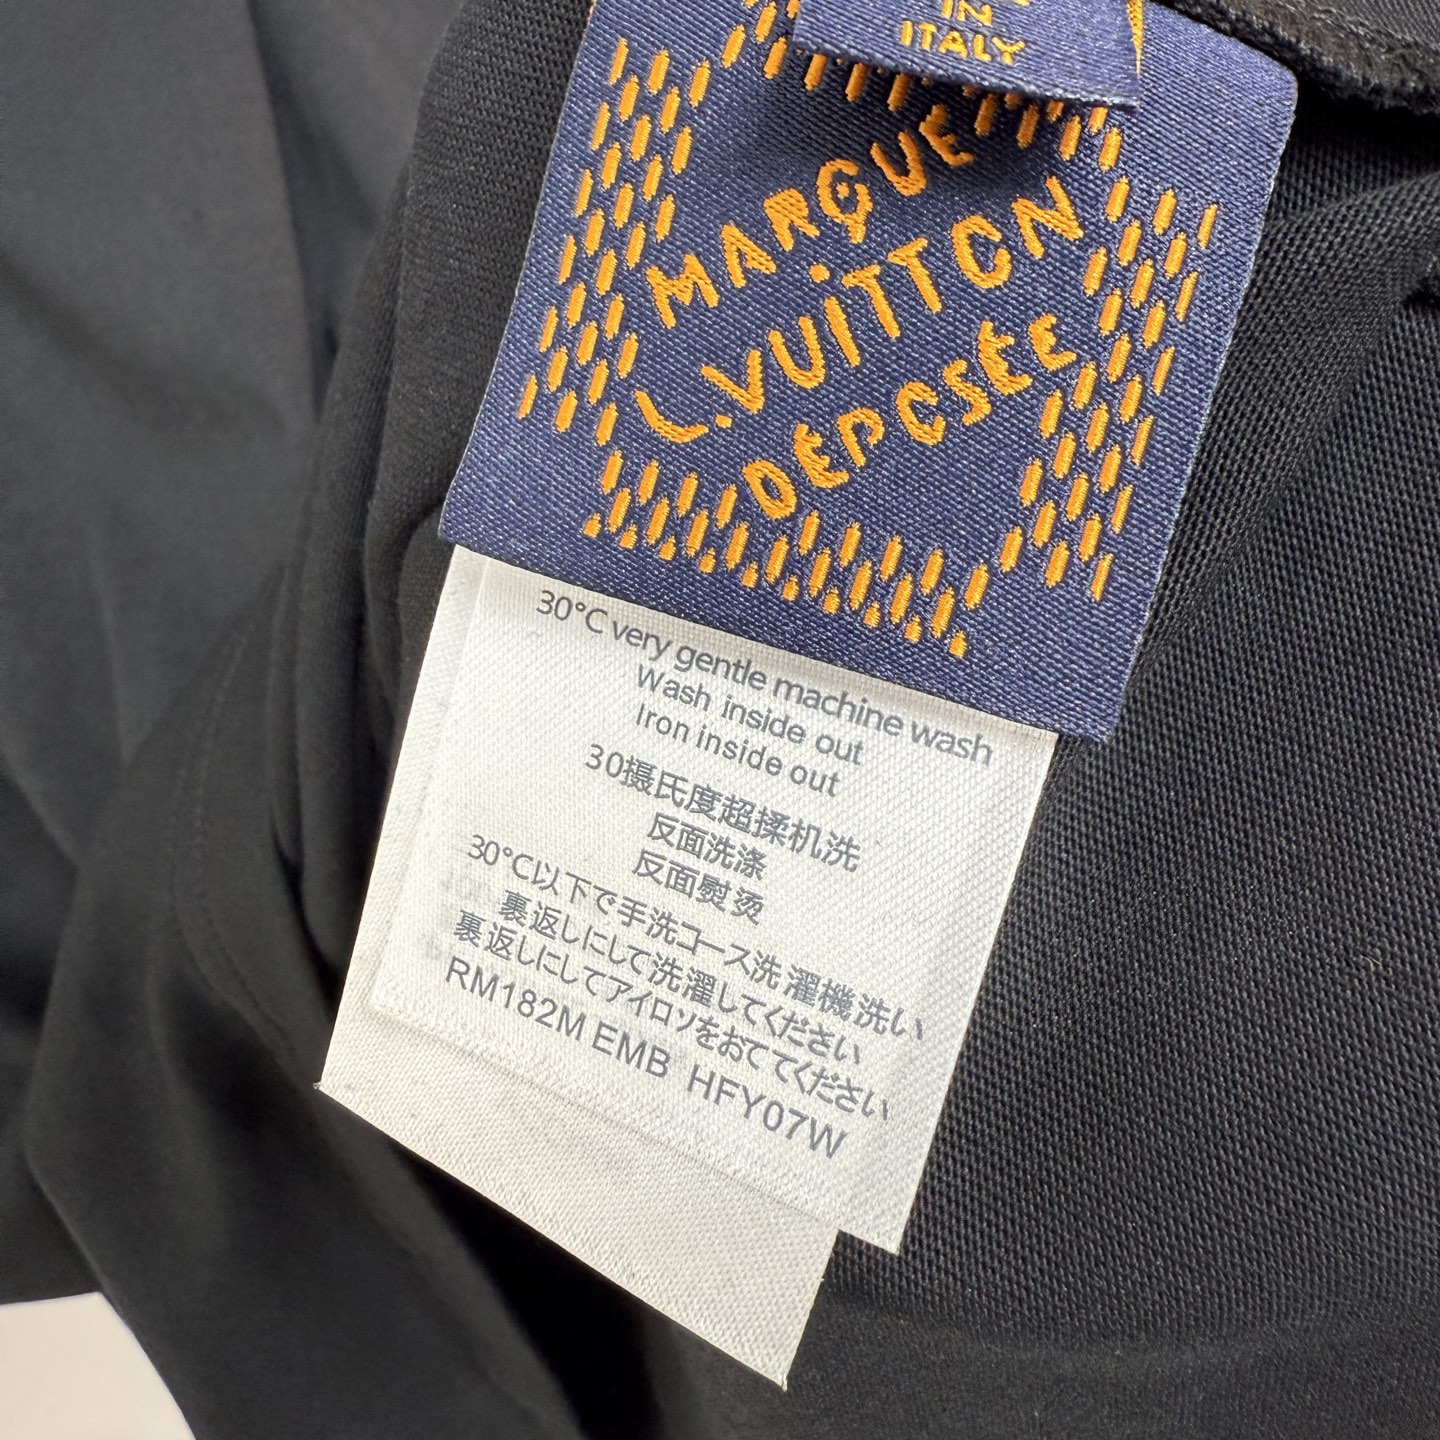 IN
ITALY
MARQUE
L.VUITTON
DÉPOSÉE
30°C very gentle machine wash
Wash inside out
Iron inside out
30摄氏度超揉机洗
反面洗涤
反面熨烫
30℃以下で手洗コース洗濯機洗い
裏返しにして洗濯してください
裏返しにしてアイロソをおててください
RM182M EMB HFY07W